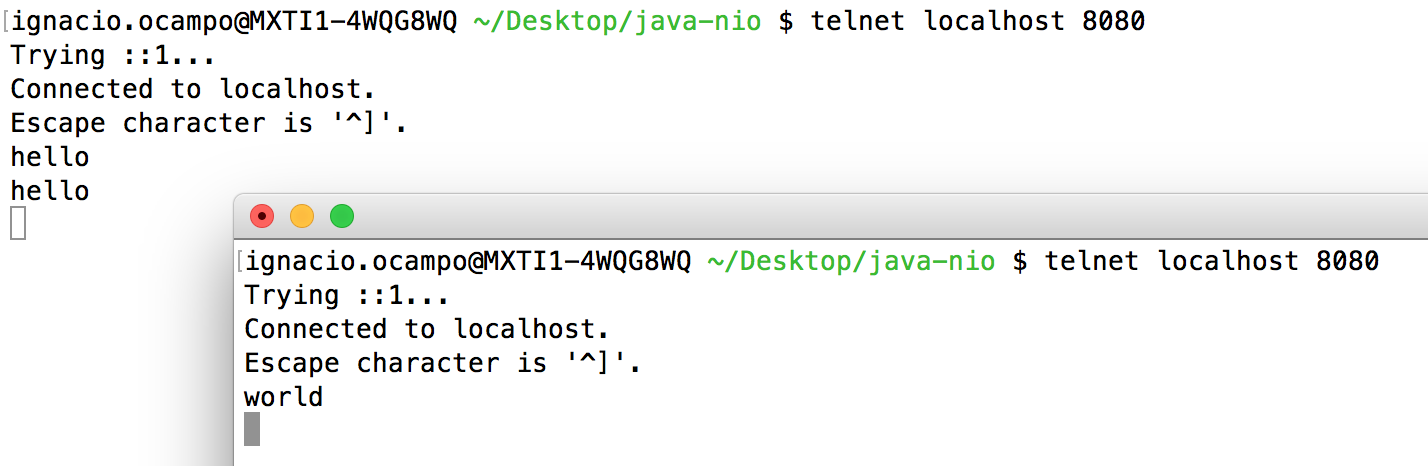 [ignacio.ocampo@MXTI1-4WQG8WQ ~/Desktop/java-nio $ telnet localhost 8080
Trying ::1...
Connected to localhost.
Escape character is '^]'.
hello
hello
[ignacio.ocampo@MXTI1-4WQG8WQ ~/Desktop/java-nio $ telnet localhost 8080
Trying ::1...
Connected to localhost.
Escape character is '^]'.
world